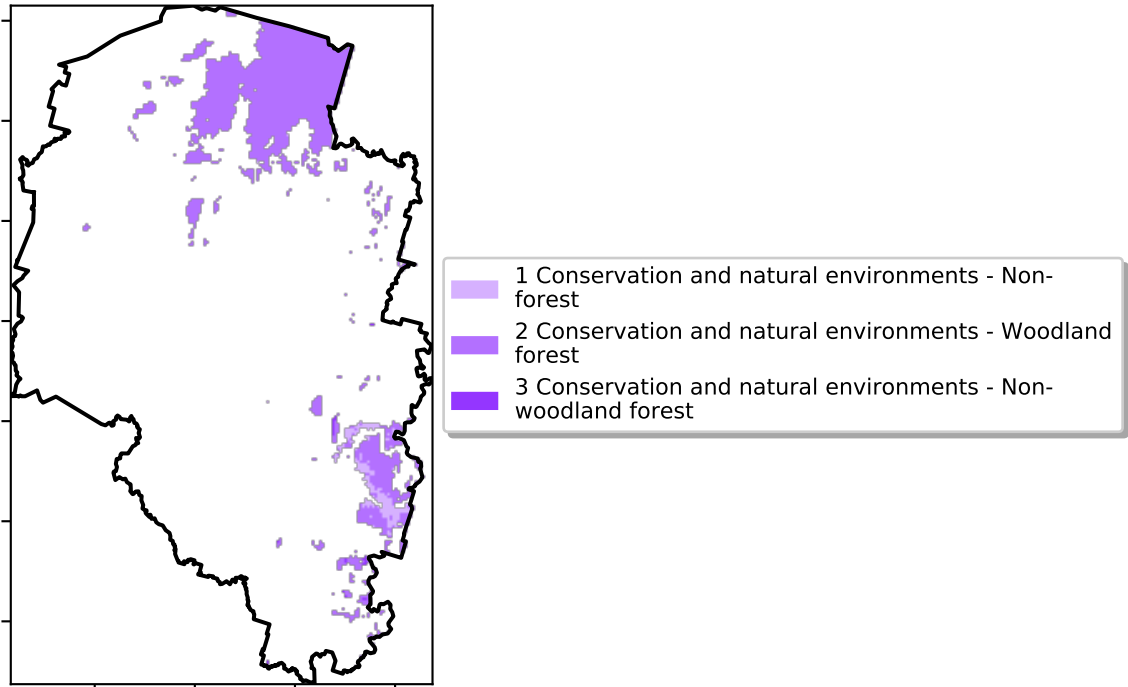 1 Conservation and natural environments - Non-
forest
2 Conservation and natural environments - Woodland
forest
3 Conservation and natural environments - Non-
woodland forest